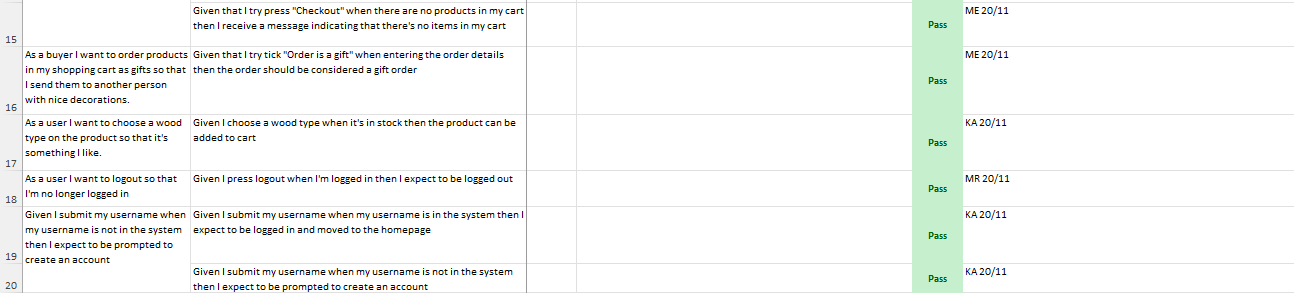 Given that I try press "Checkout" when there are no products in my cart
then I receive a message indicating that there's no items in my cart
Pass
ME 20/11
15
As a buyer I want to order products
in my shopping cart as gifts so that
I send them to another person
with nice decorations.
Given that I try tick "Order is a gift" when entering the order details
then the order should be considered a gift order
Pass
ME 20/11
16
As a user I want to choose a wood
type on the product so that it's
something I like.
Given I choose a wood type when it's in stock then the product can be
added to cart
Pass
KA 20/11
17
As a user I want to logout so that
I'm no longer logged in
Given I press logout when I'm logged in then I expect to be logged out
Pass
MR 20/11
18
Given I submit my username when
my username is not in the system
then I expect to be prompted to
create an account
Given I submit my username when my username is in the system then I
expect to be logged in and moved to the homepage
Pass
KA 20/11
19
Given I submit my username when my username is not in the system
then I expect to be prompted to create an account
Pass
KA 20/11
20